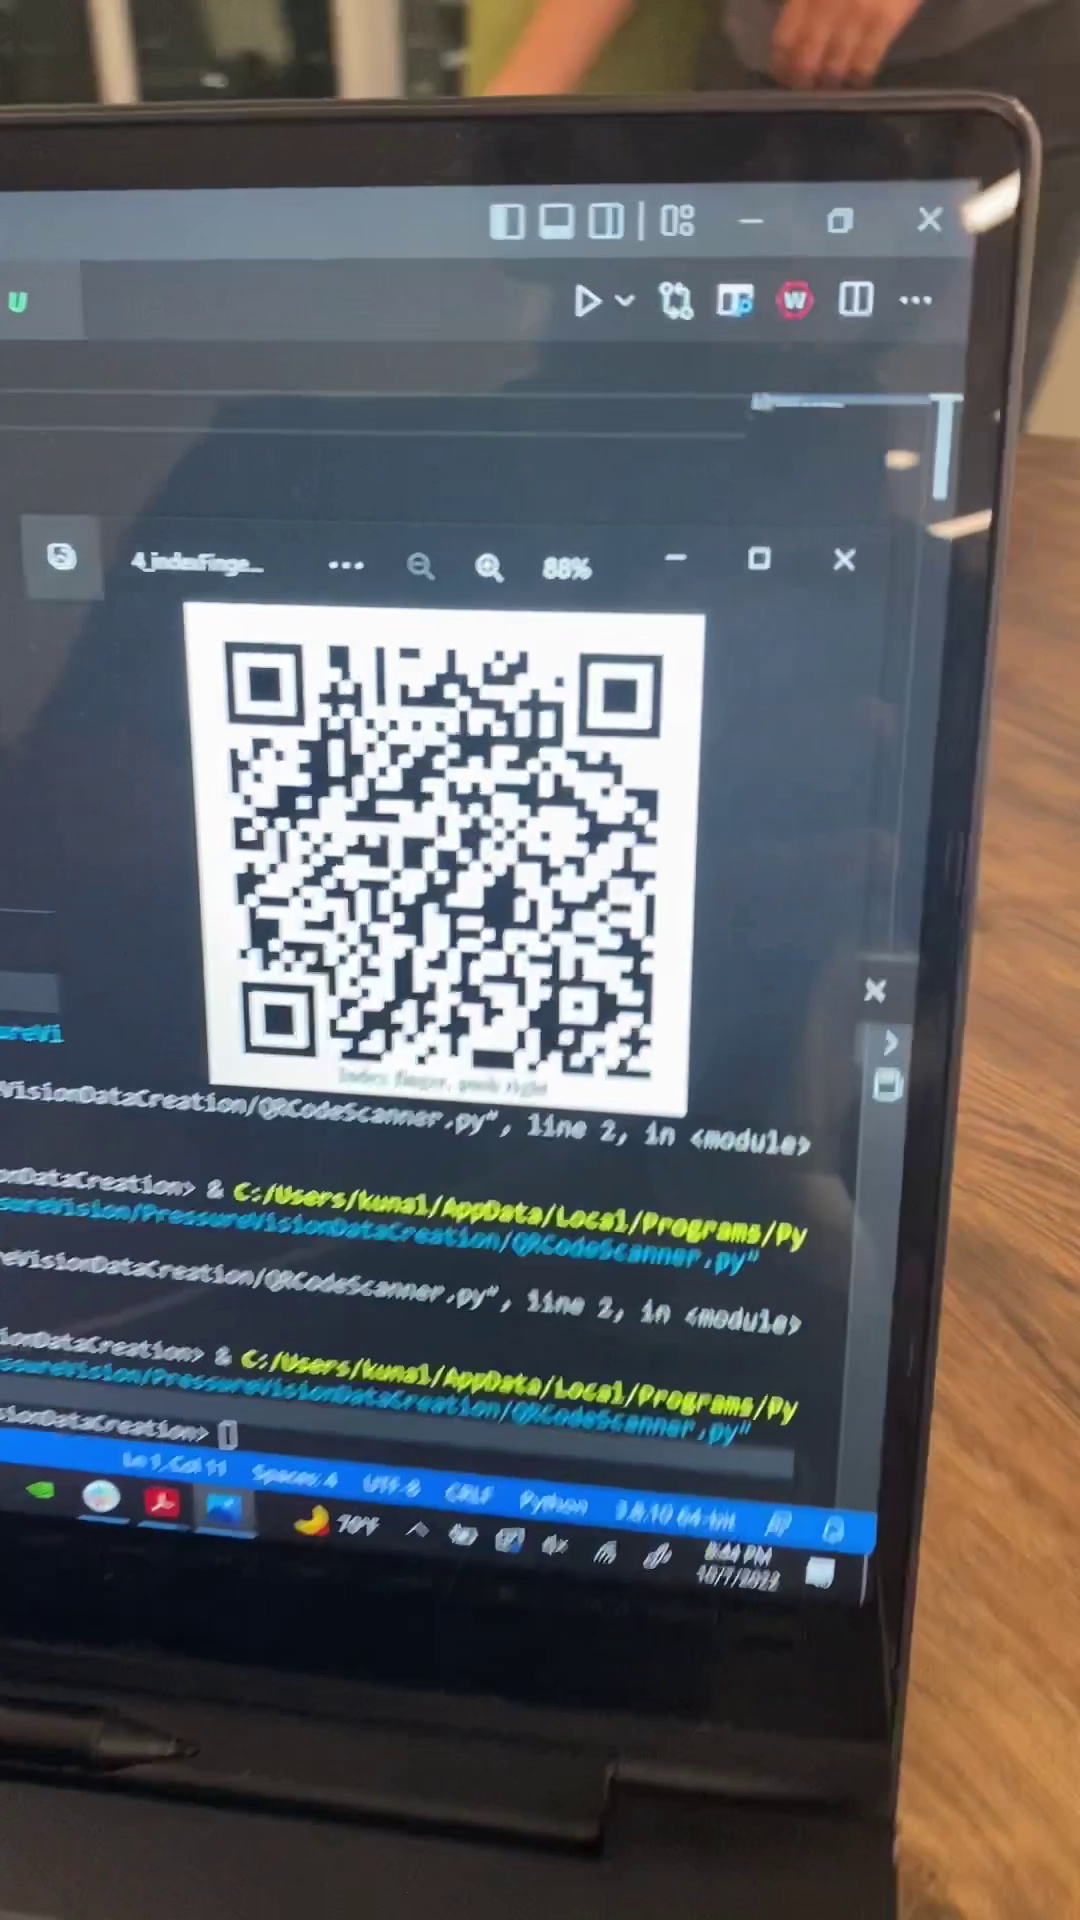 U
W
4_indexFinge...
88%
Index finger, push right
ureVi
VisionDataCreation/QRCodeScanner.py", line 2, in <module>
onDataCreation> & C:/Users/kunal/AppData/Local/Programs/Py
sureVision/PressureVisionDataCreation/QRCodeScanner.py"
eVisionDataCreation/QRCodeScanner.py", line 2, in <module>
ionDataCreation> & C:/Users/kunal/AppData/Local/Programs/Py
ssureVision/PressureVisionDataCreation/QRCodeScanner.py"
sionDataCreation>
Ln 1, Col 11 Spaces: 4 UTF-8 CRLF Python 3.8.10 64-bit
70°F
8:44 PM
10/7/2022